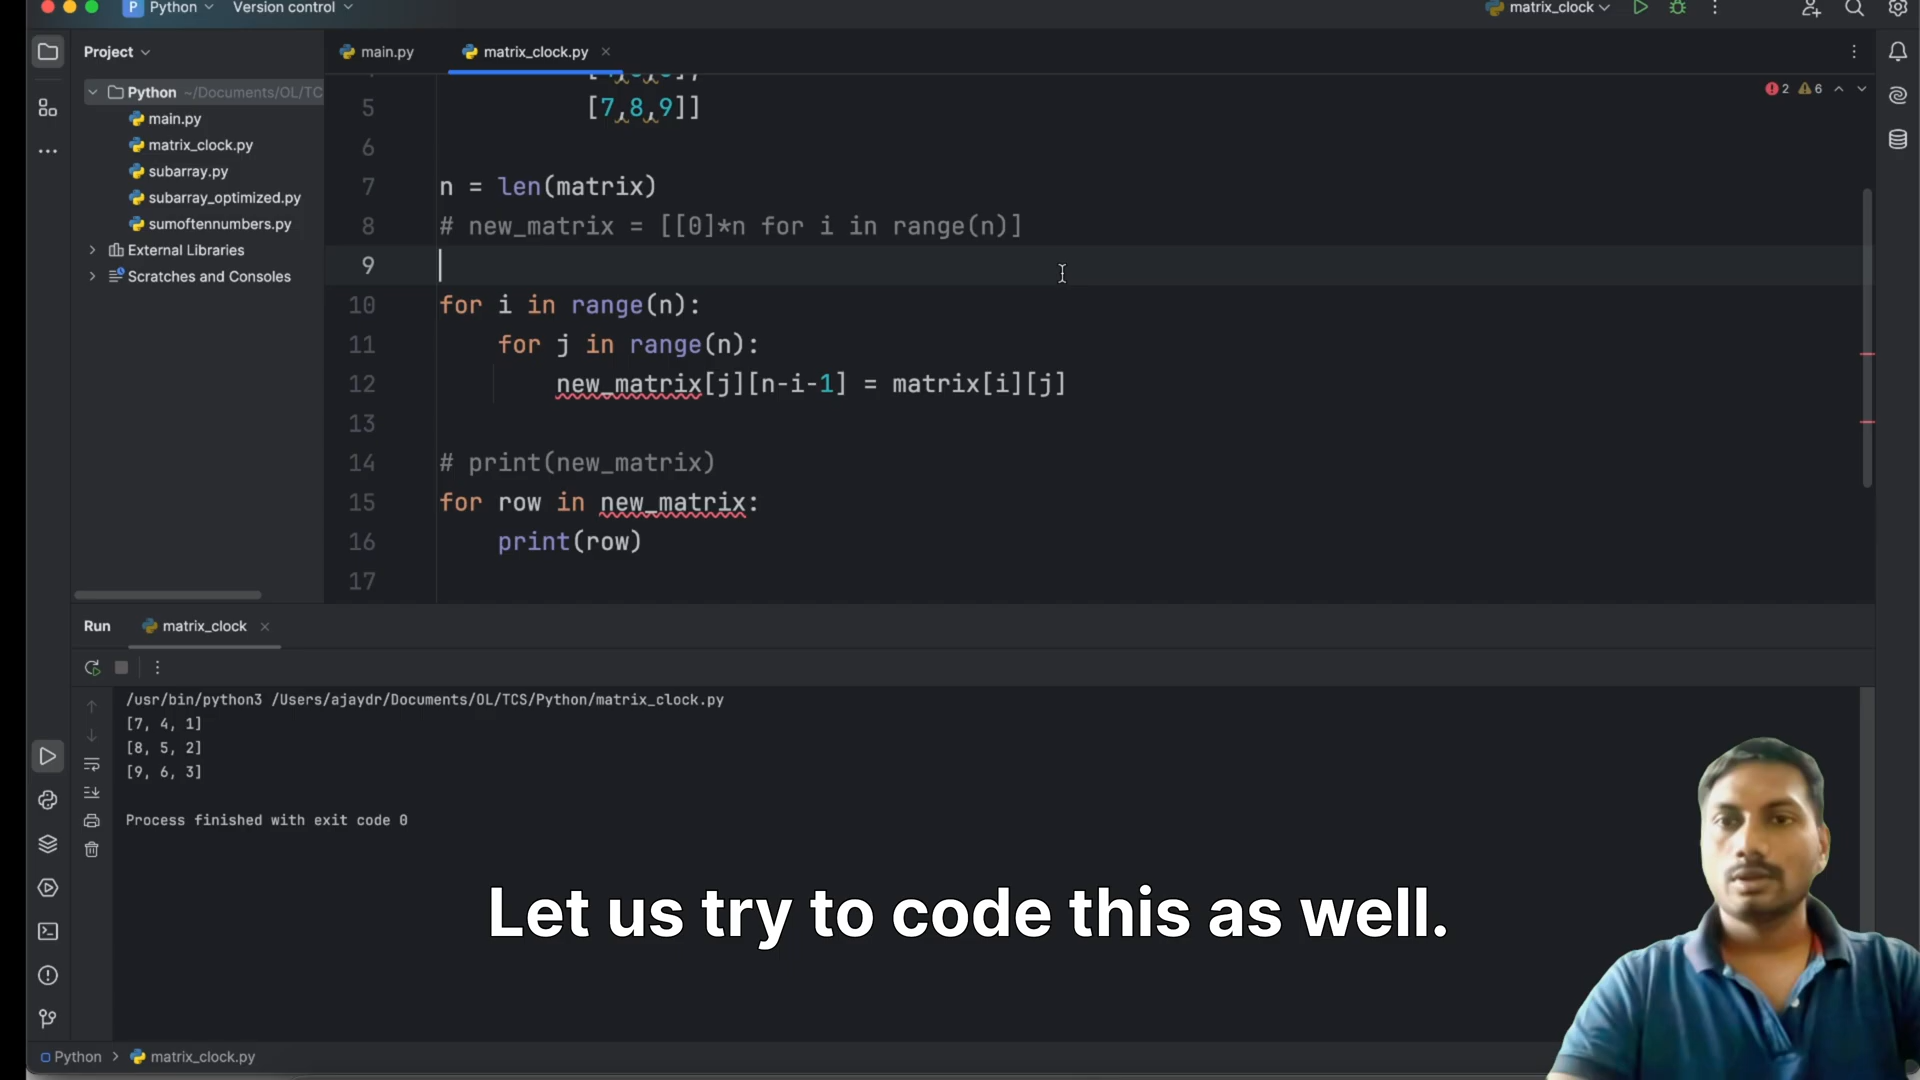 Python
Version control
matrix_clock
Project
main.py
matrix_clock.py
Python ~/Documents/OL/TC
main.py
matrix_clock.py
subarray.py
subarray_optimized.py
sumoftennumbers.py
External Libraries
Scratches and Consoles
2
6
5 [7,8,9]]
6
7 n = len(matrix)
8 # new_matrix = [[0]*n for i in range(n)]
9
10 for i in range(n):
11 for j in range(n):
12 new_matrix[j][n-i-1] = matrix[i][j]
13
14 # print(new_matrix)
15 for row in new_matrix:
16 print(row)
17
Run
matrix_clock
/usr/bin/python3 /Users/ajaydr/Documents/OL/TCS/Python/matrix_clock.py
[7, 4, 1]
[8, 5, 2]
[9, 6, 3]
Process finished with exit code 0
Let us try to code this as well.
Python > matrix_clock.py